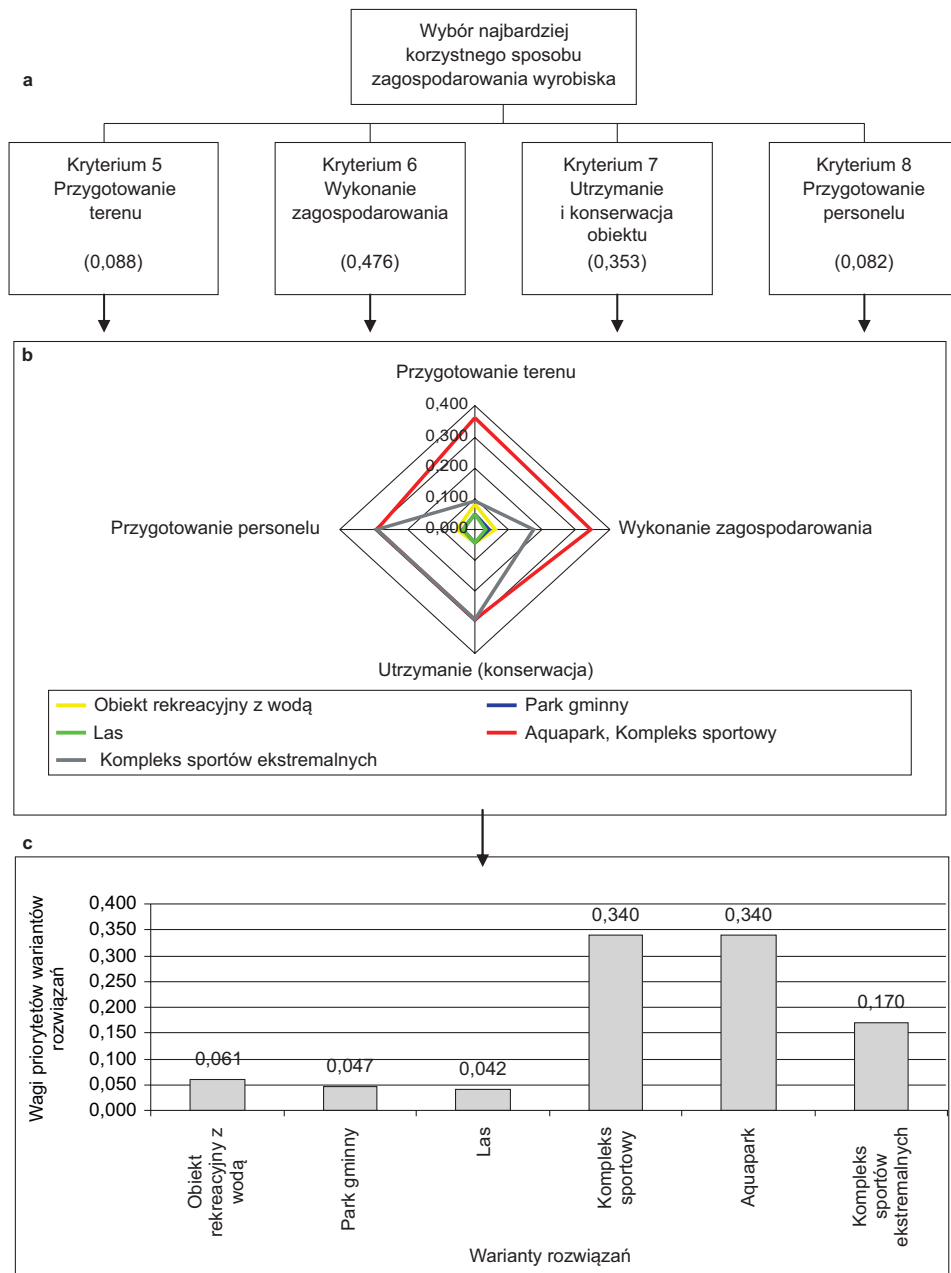 Wybór najbardziej
korzystnego sposobu
zagospodarowania wyrobiska
a
Kryterium 5
Przygotowanie
terenu
(0,088)
Kryterium 6
Wykonanie
zagospodarowania
(0,476)
Kryterium 7
Utrzymanie
i konserwacja
obiektu
(0,353)
Kryterium 8
Przygotowanie
personelu
(0,082)
b
Przygotowanie terenu
0,400
0,300
0,200
0,100
0,000
Przygotowanie personelu
Wykonanie zagospodarowania
Utrzymanie (konserwacja)
Obiekt rekreacyjny z wodą
Park gminny
Las
Aquapark, Kompleks sportowy
Kompleks sportów ekstremalnych
c
Wagi priorytetów wariantów
rozwiązań
0,400
0,350
0,300
0,250
0,200
0,150
0,100
0,050
0,000
0,061
0,047
0,042
0,340
0,340
0,170
Obiekt
rekreacyjny z
wodą
Park gminny
Las
Kompleks
sportowy
Aquapark
Kompleks
sportów
ekstremalnych
Warianty rozwiązań